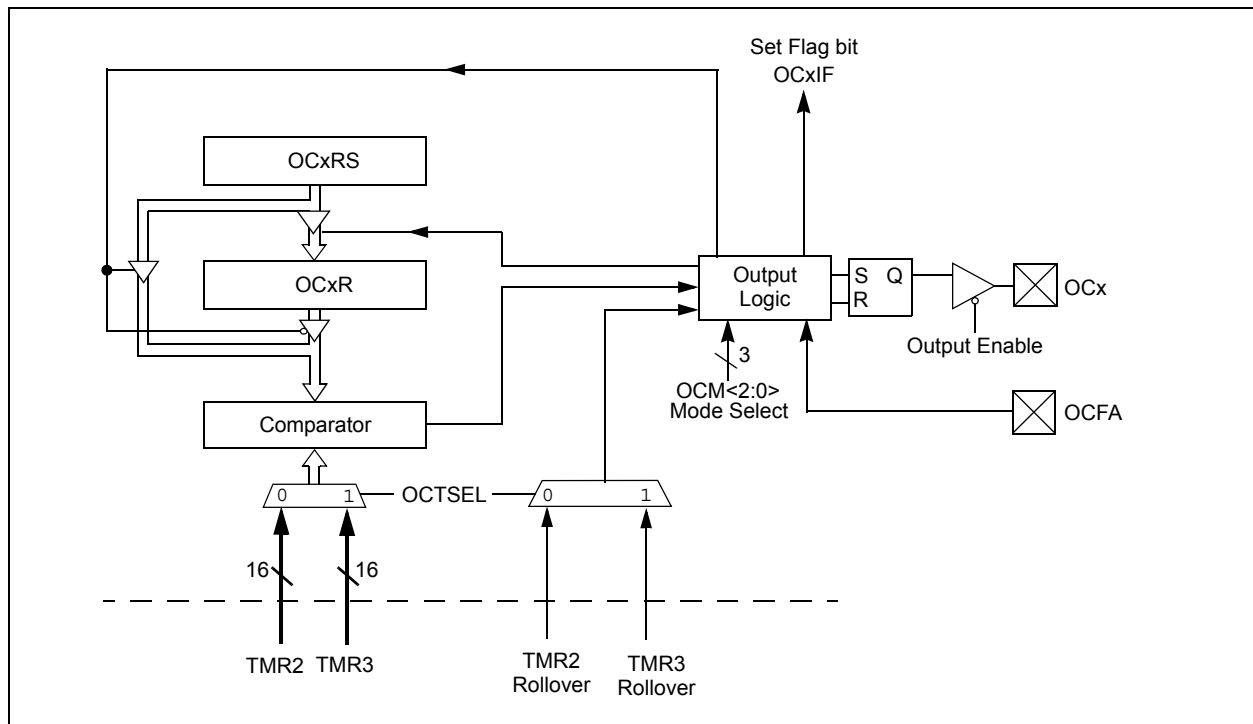 Set Flag bit
OCxIF
OCxRS
OCxR
Output
Logic
S Q
R
OCx
Output Enable
3
OCM<2:0>
Mode Select
OCFA
Comparator
0 1
OCTSEL
0 1
16 16
TMR2 TMR3
TMR2
Rollover
TMR3
Rollover